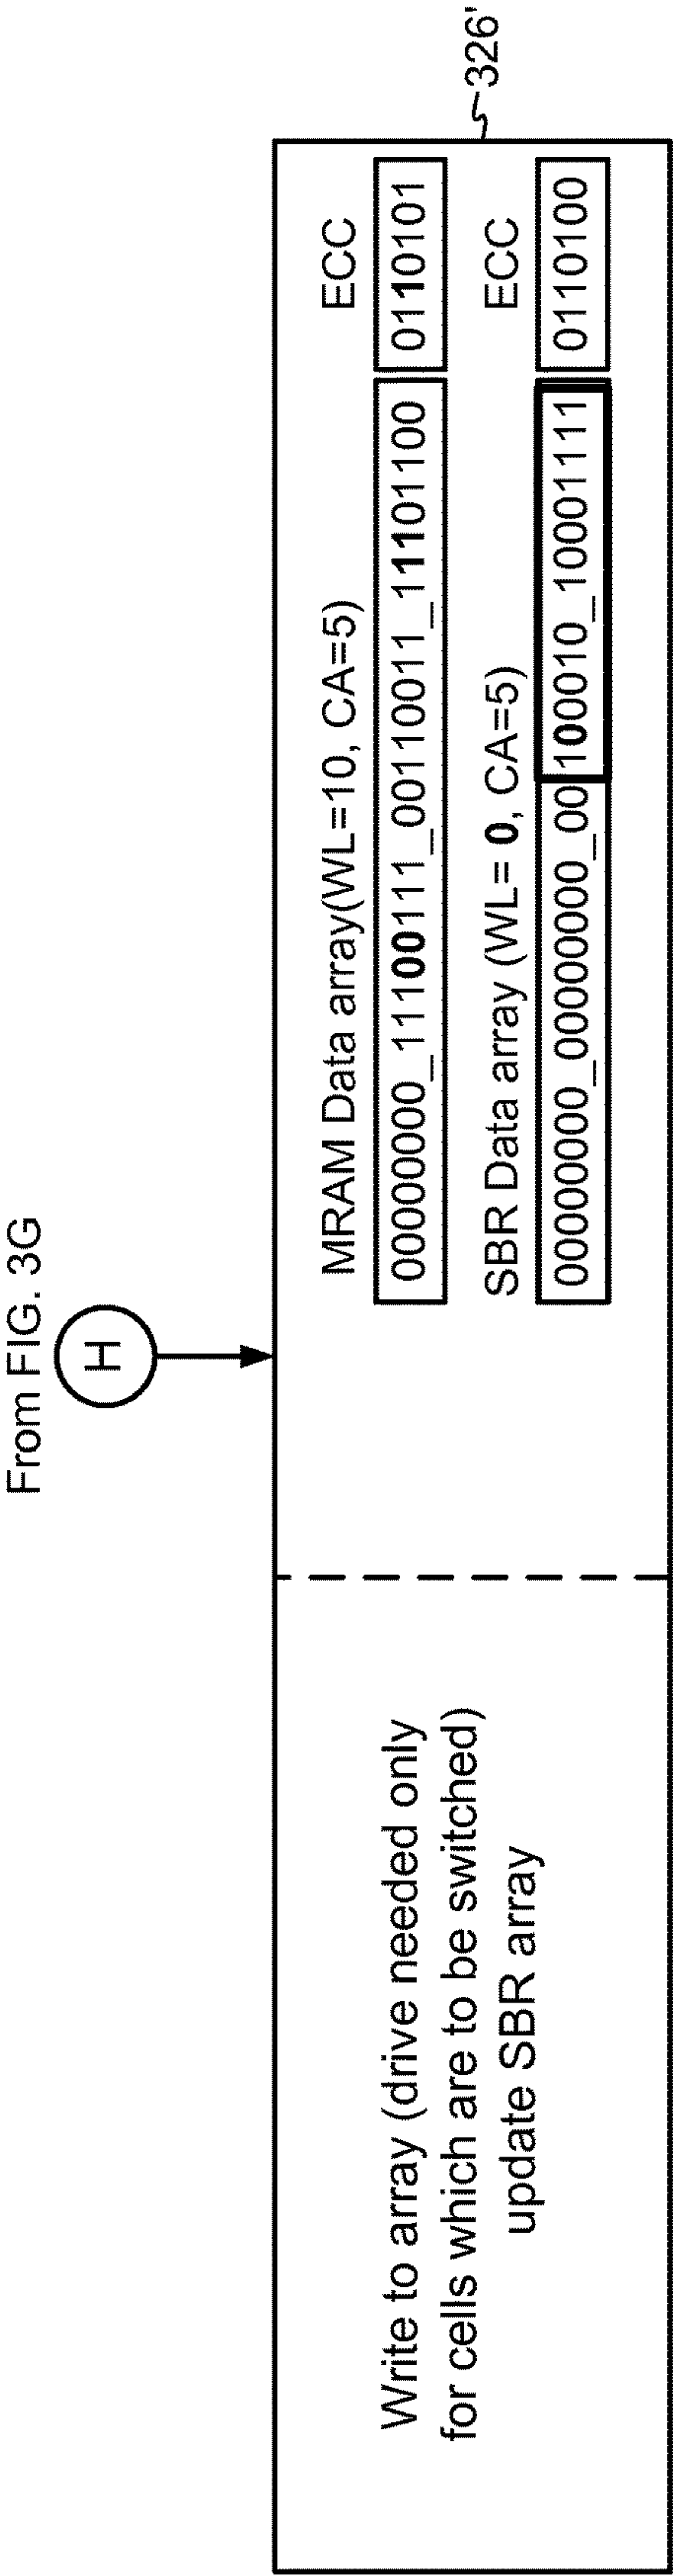 From FIG. 3G
H
Write to array (drive needed only
for cells which are to be switched)
update SBR array
MRAM Data array(WL=10, CA=5)
ECC
00000000_11100111_00110011_11101100
0110101
SBR Data array (WL= 0, CA=5)
ECC
00000000_00000000_00100010_10001111
0110100
326'